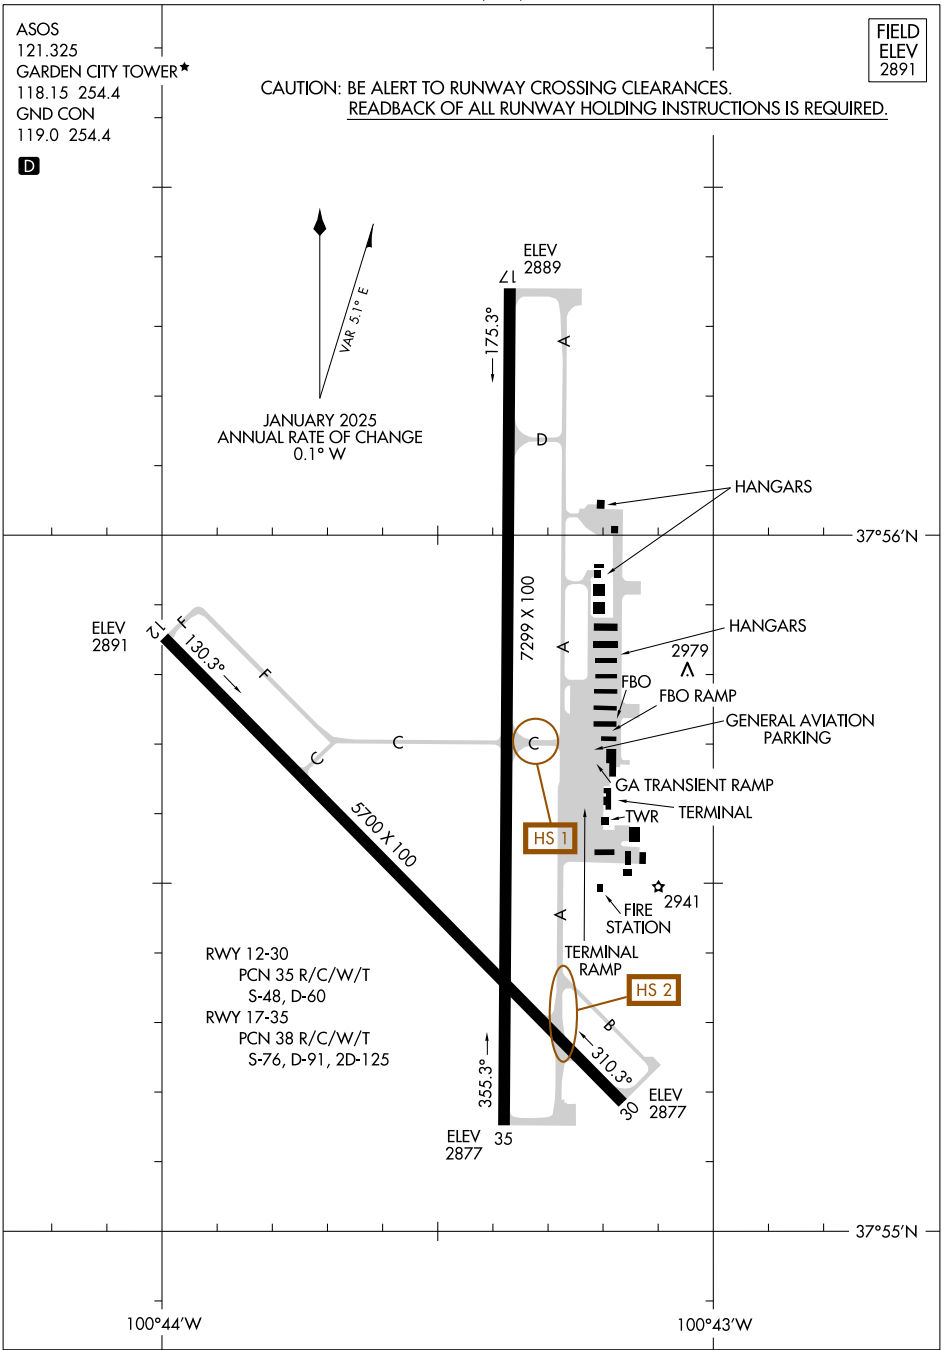 ASOS
121.325
GARDEN CITY TOWER★
118.15 254.4
GND CON
119.0 254.4
D
CAUTION: BE ALERT TO RUNWAY CROSSING CLEARANCES.
READBACK OF ALL RUNWAY HOLDING INSTRUCTIONS IS REQUIRED.
FIELD
ELEV
2891
VAR 5.1° E
JANUARY 2025
ANNUAL RATE OF CHANGE
0.1° W
ELEV
2889
17
175.3°
A
D
HANGARS
37°56'N
7299 X 100
A
HANGARS
2979
FBO
FBO RAMP
GENERAL AVIATION
PARKING
GA TRANSIENT RAMP
TERMINAL
TWR
ELEV
2891
12
130.3°
F
F
C
C
C
HS 1
5700 X 100
A
2941
FIRE
STATION
TERMINAL
RAMP
HS 2
B
310.3°
RWY 12-30
PCN 35 R/C/W/T
S-48, D-60
RWY 17-35
PCN 38 R/C/W/T
S-76, D-91, 2D-125
355.3°
30
ELEV
2877
ELEV
2877
35
37°55'N
100°44'W
100°43'W